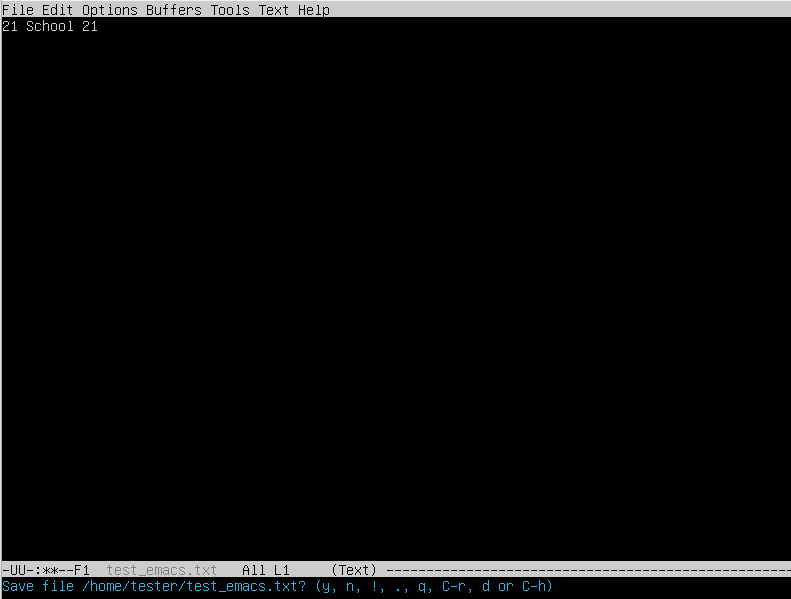 File Edit Options Buffers Tools Text Help
21 School 21
-UU-:**--F1  test_emacs.txt   All L1     (Text) ---------------------------------------------------
Save file /home/tester/test_emacs.txt? (y, n, !, ., q, C-r, d or C-h)